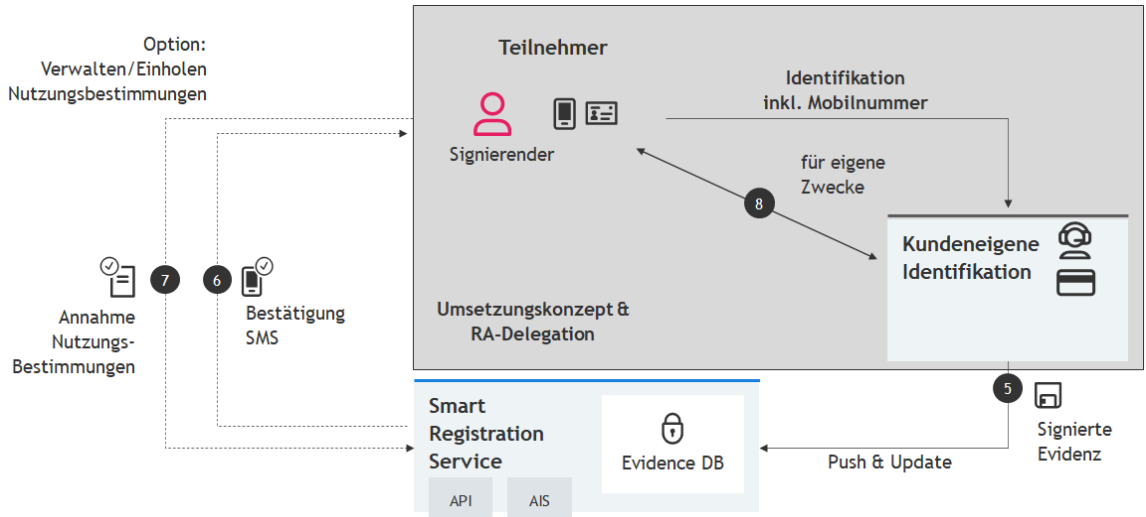 Option:
Verwalten/Einholen
Nutzungsbestimmungen
Teilnehmer
Signierender
Identifikation
inkl. Mobilnummer
für eigene
Zwecke
8
Kundeneigene
Identifikation
Umsetzungskonzept &
RA-Delegation
7
6
Annahme
Nutzungs-
Bestimmungen
Bestätigung
SMS
5
Signierte
Evidenz
Push & Update
Smart
Registration
Service
Evidence DB
API
AIS